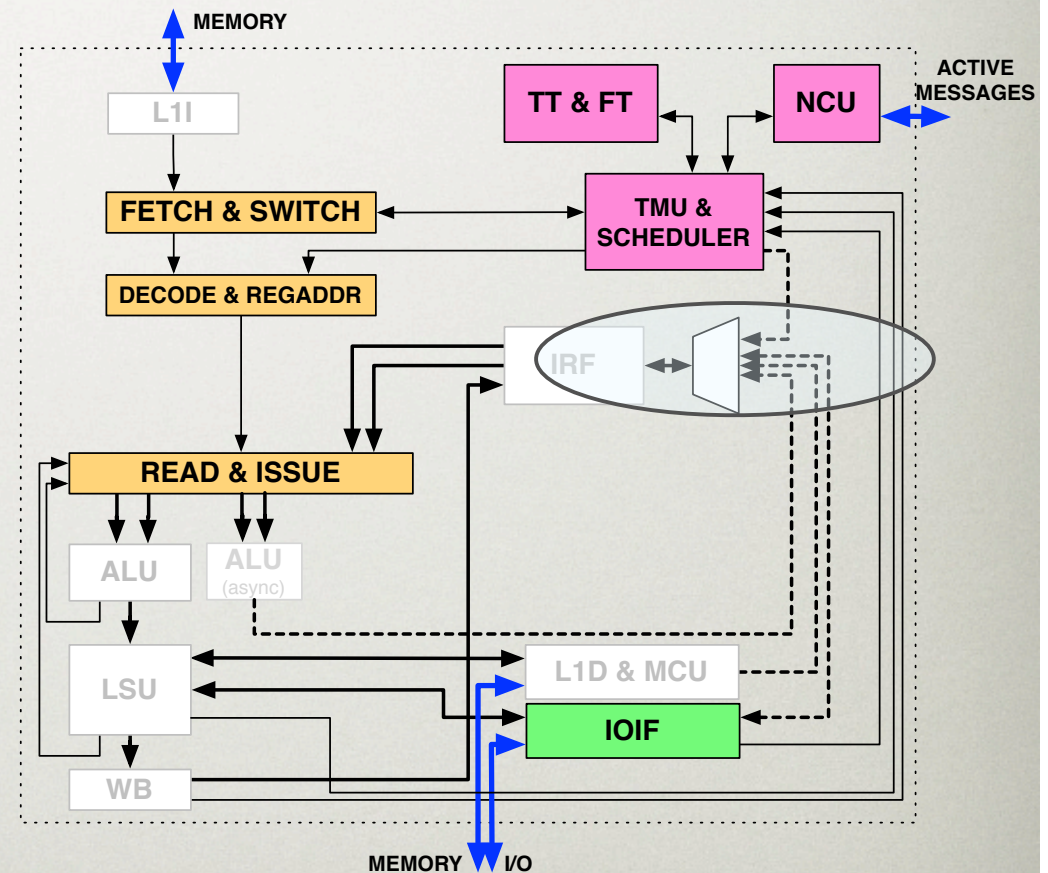 MEMORY
ACTIVE
MESSAGES
L1I
TT & FT
NCU
FETCH & SWITCH
TMU &
SCHEDULER
DECODE & REGADDR
IRF
READ & ISSUE
ALU
ALU
(async)
LSU
L1D & MCU
IOIF
WB
MEMORY
I/O